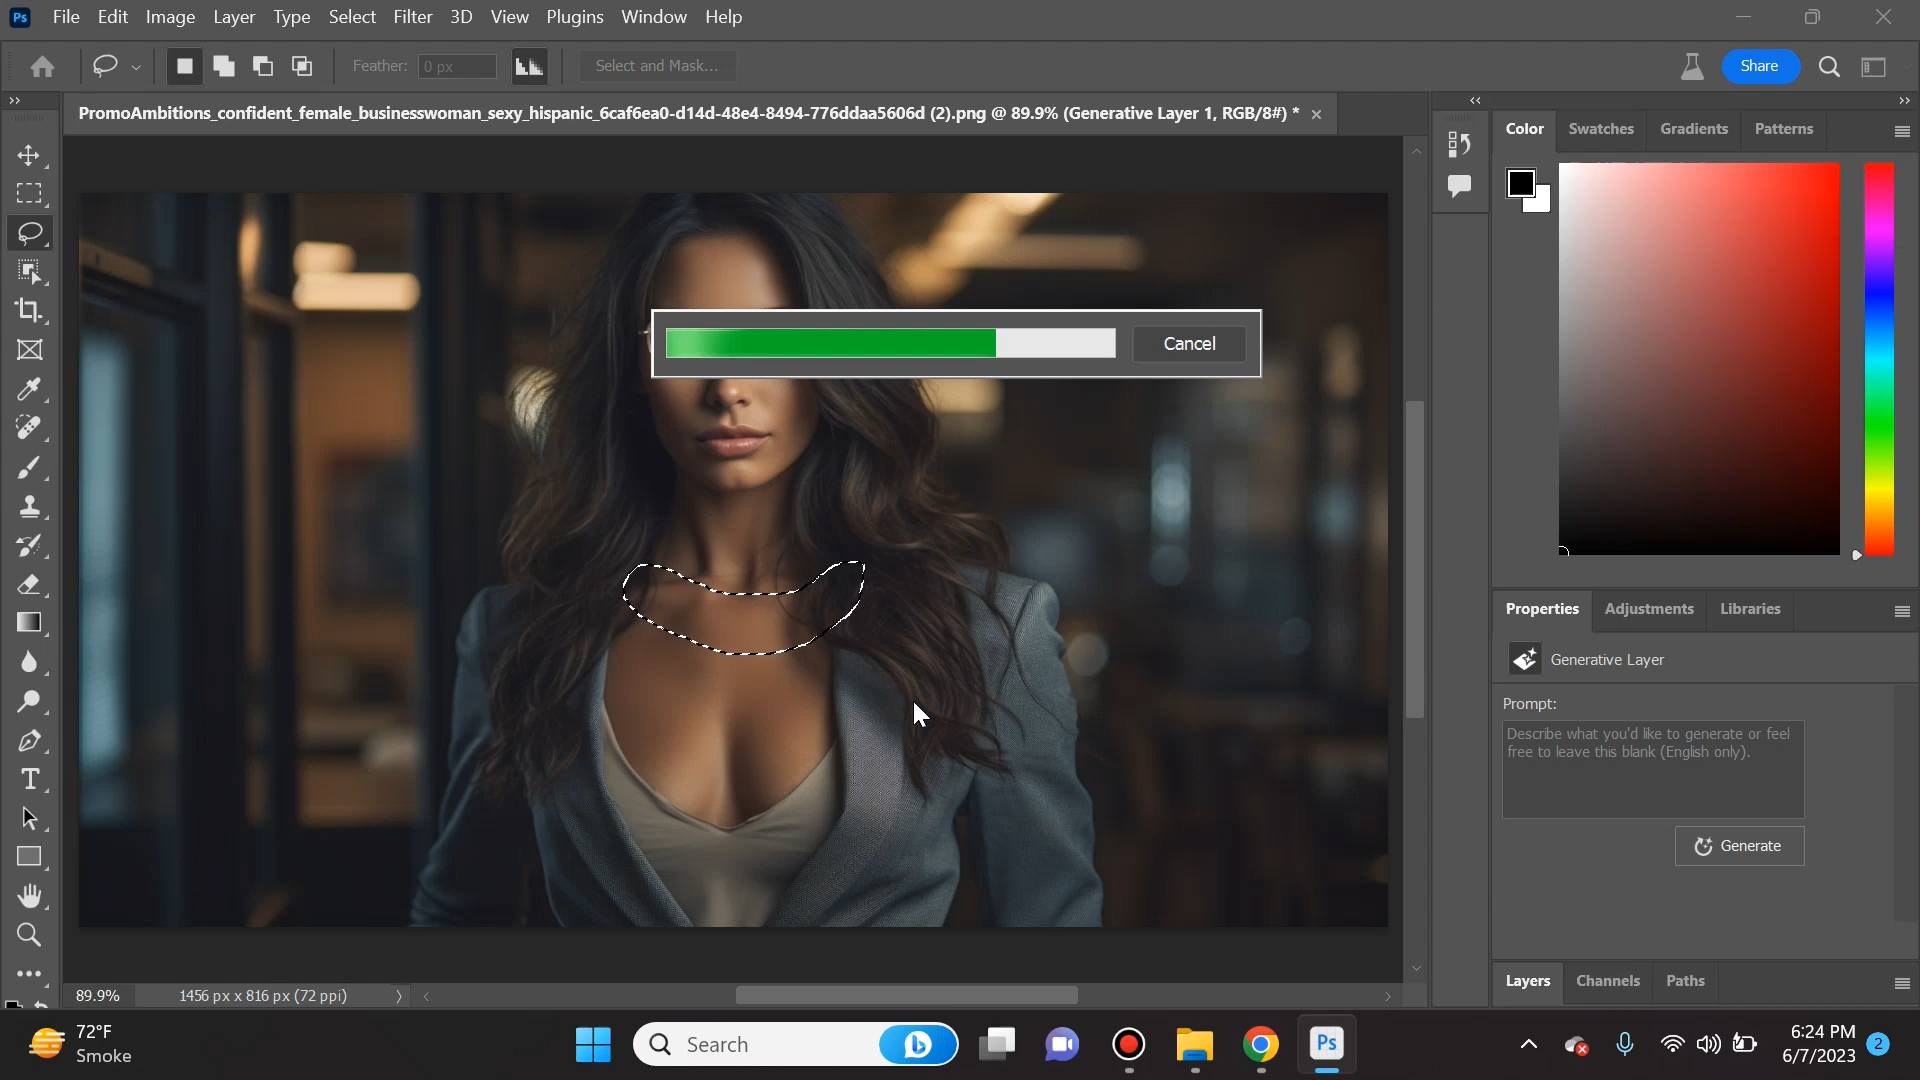 Ps File Edit Image Layer Type Select Filter 3D View Plugins Window Help
Feather: 0 px Select and Mask... Share
PromoAmbitions_confident_female_businesswoman_sexy_hispanic_6caf6ea0-d14d-48e4-8494-776ddaa5606d (2).png @ 89.9% (Generative Layer 1, RGB/8#) *
Color Swatches Gradients Patterns
Cancel
Properties Adjustments Libraries
Generative Layer
Prompt:
Describe what you'd like to generate or feel
free to leave this blank (English only).
Generate
Layers Channels Paths
89.9% 1456 px x 816 px (72 ppi)
72°F
Smoke
Search
Ps
6:24 PM
6/7/2023
2